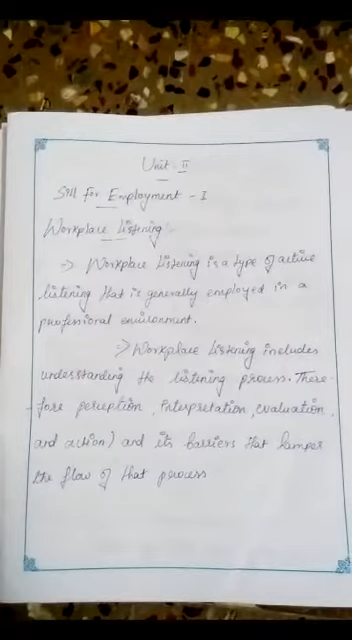 Unit - II
Skill For Employment - I
Workplace Listening
=> Workplace Listening is a type of active
listening that is generally employed in a
professional environment.
=> Workplace Listening includes
understanding the listening process. There
- fore perception, interpretation, evaluation,
and action) and its barriers that hamper
the flow of that process